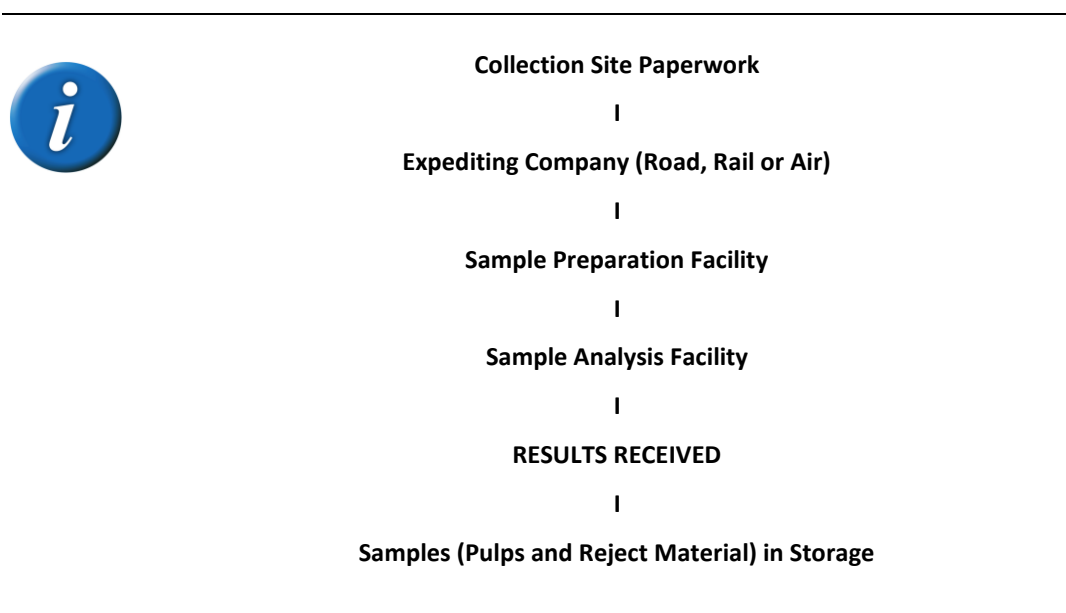 i
Collection Site Paperwork
I
Expediting Company (Road, Rail or Air)
I
Sample Preparation Facility
I
Sample Analysis Facility
I
RESULTS RECEIVED
I
Samples (Pulps and Reject Material) in Storage